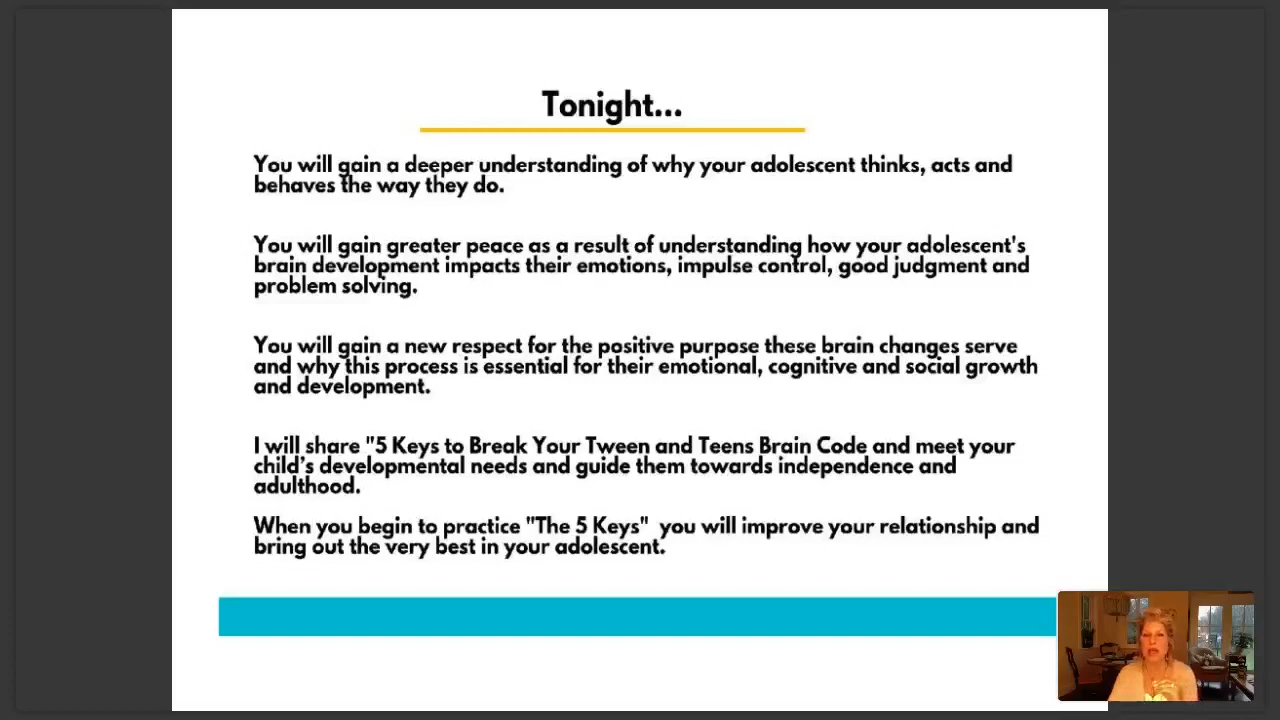 Tonight...
You will gain a deeper understanding of why your adolescent thinks, acts and
behaves the way they do.
You will gain greater peace as a result of understanding how your adolescent's
brain development impacts their emotions, impulse control, good judgment and
problem solving.
You will gain a new respect for the positive purpose these brain changes serve
and why this process is essential for their emotional, cognitive and social growth
and development.
I will share "5 Keys to Break Your Tween and Teens Brain Code and meet your
child’s developmental needs and guide them towards independence and
adulthood.
When you begin to practice "The 5 Keys"  you will improve your relationship and
bring out the very best in your adolescent.